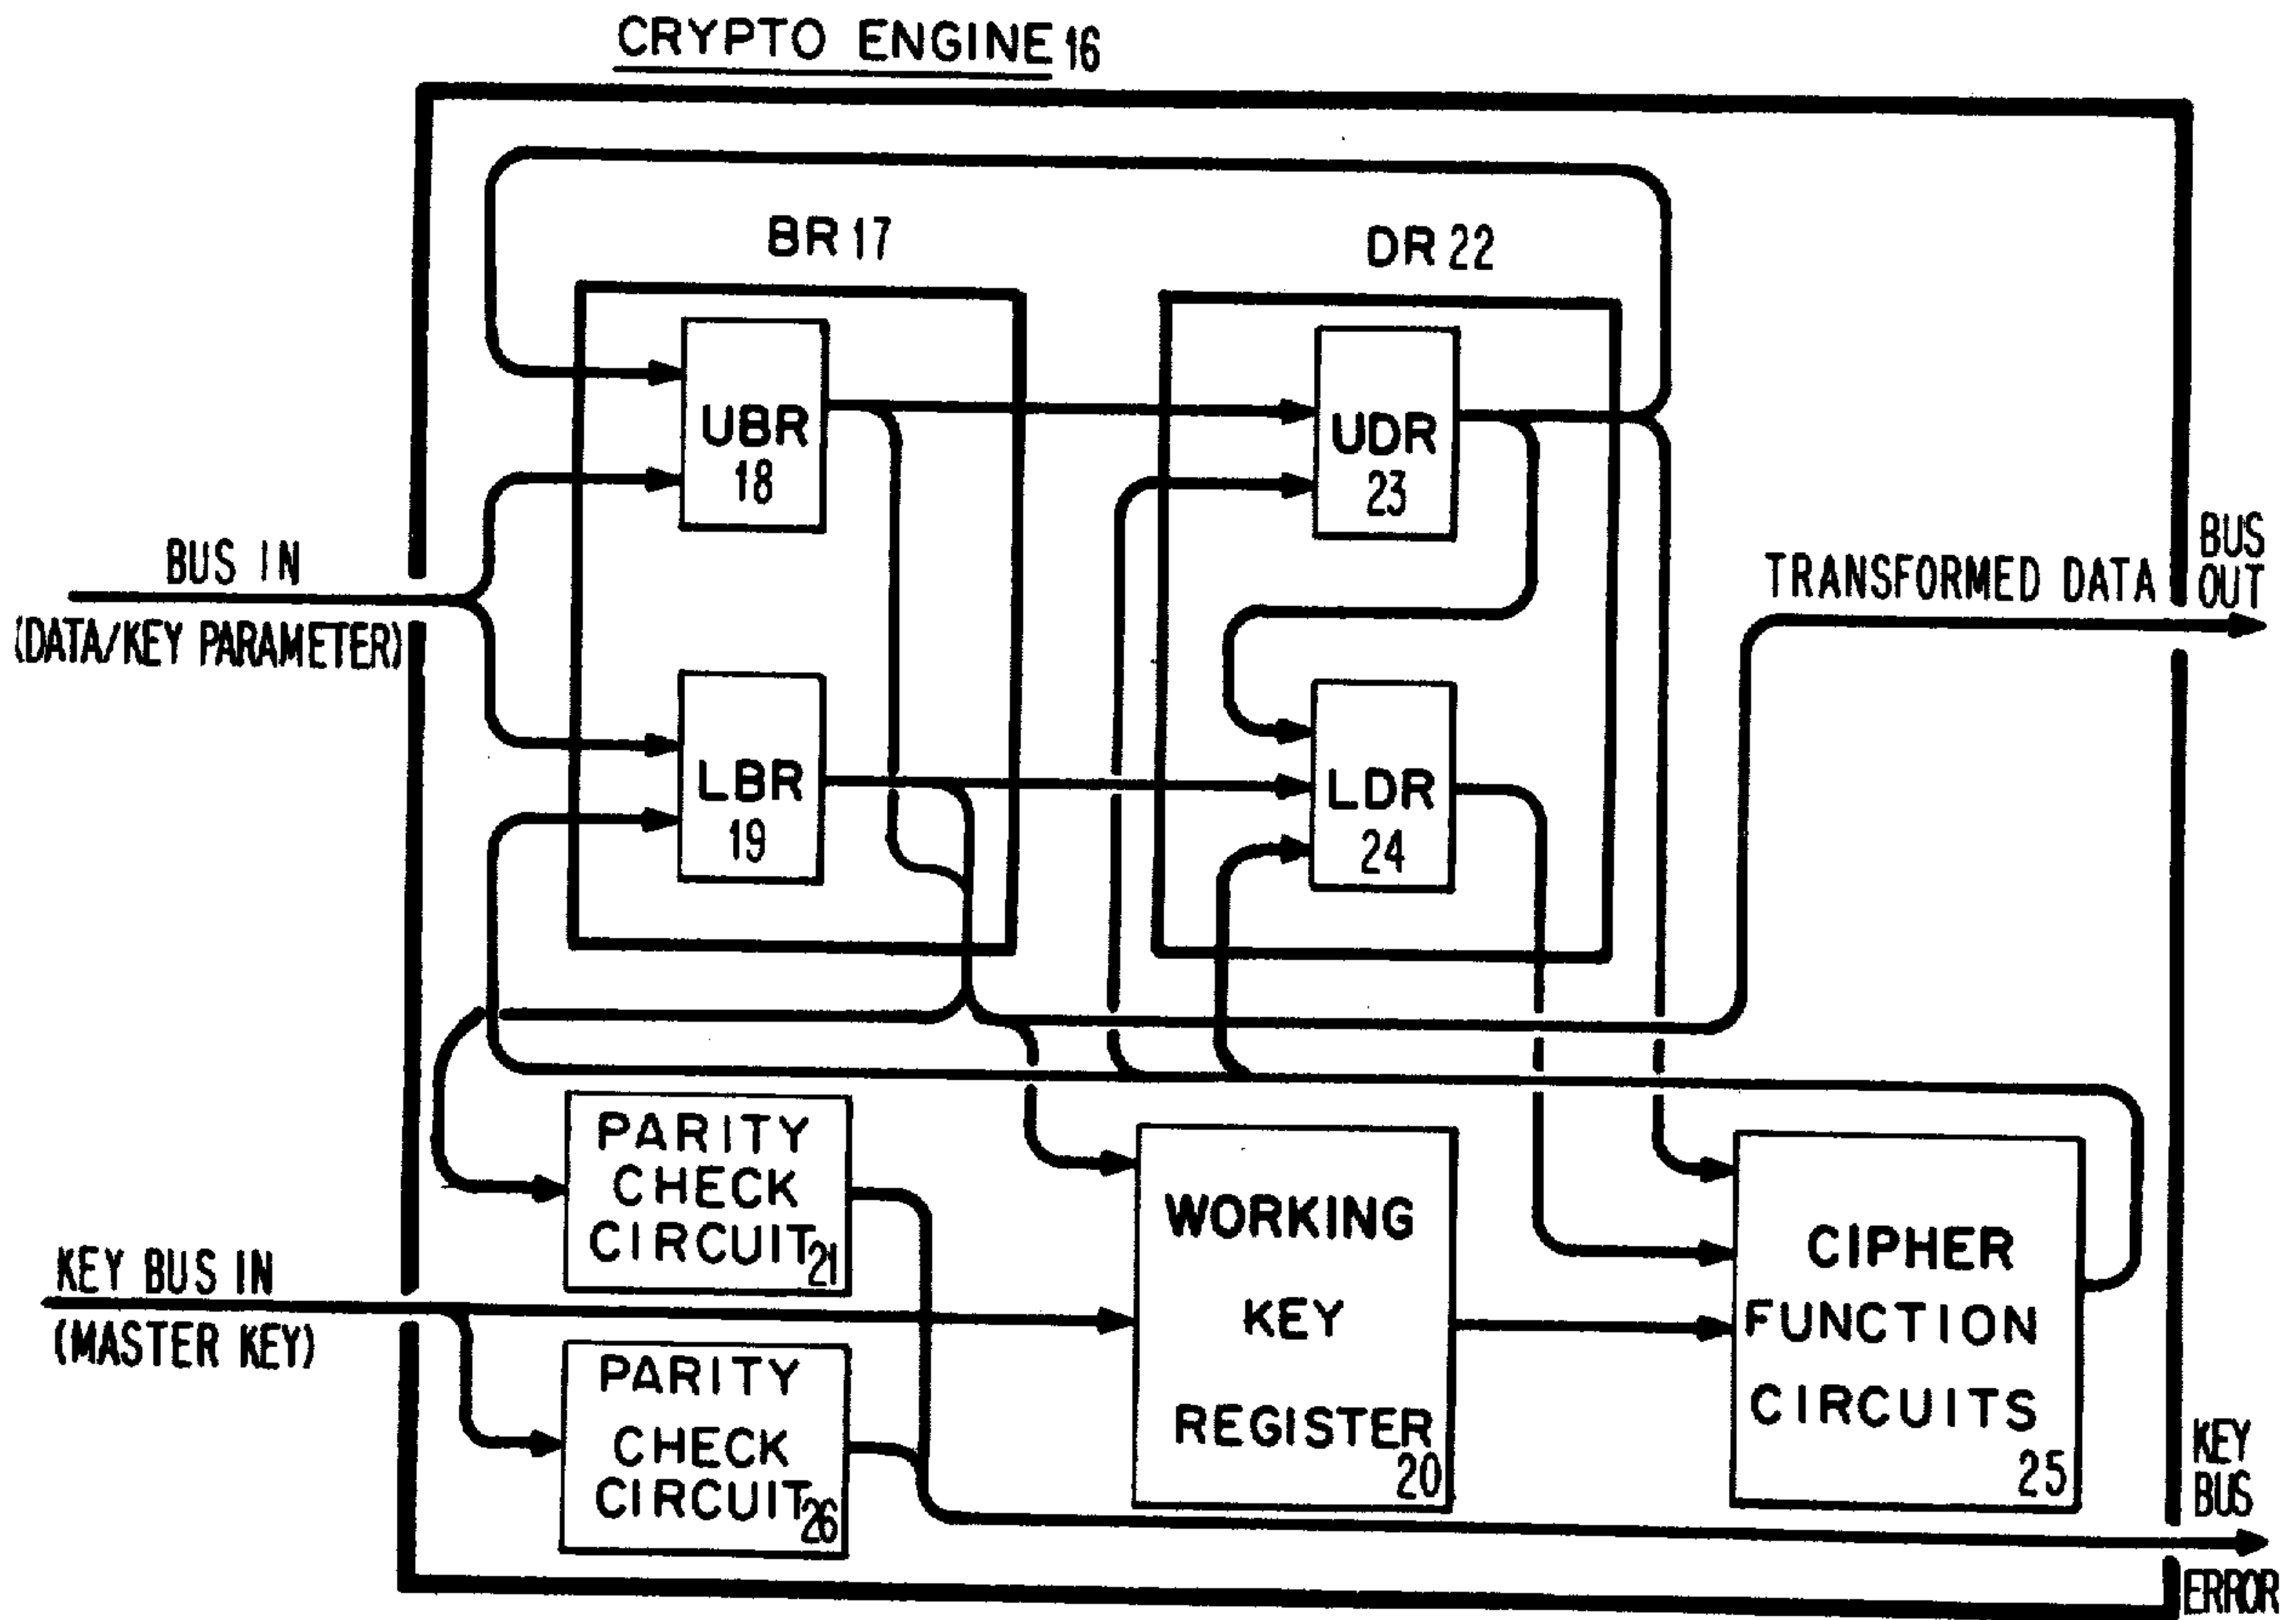 CRYPTO ENGINE 16
BR 17
DR 22
UBR
18
UDR
23
BUS IN
(DATA/KEY PARAMETER)
TRANSFORMED DATA
BUS
OUT
LBR
19
LDR
24
PARITY
CHECK
CIRCUIT
21
KEY BUS IN
(MASTER KEY)
PARITY
CHECK
CIRCUIT
26
WORKING
KEY
REGISTER
20
CIPHER
FUNCTION
CIRCUITS
25
KEY
BUS
ERROR